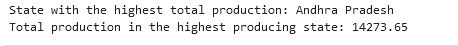 State with the highest total production: Andhra Pradesh
Total production in the highest producing state: 14273.65